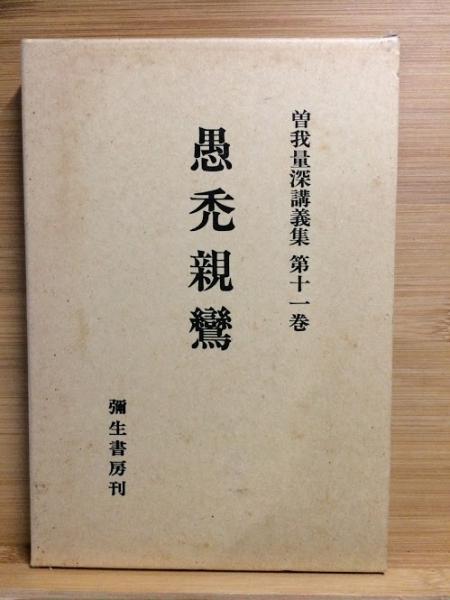 曽我量深講義集 第十一巻
愚禿親鸞
彌生書房刊